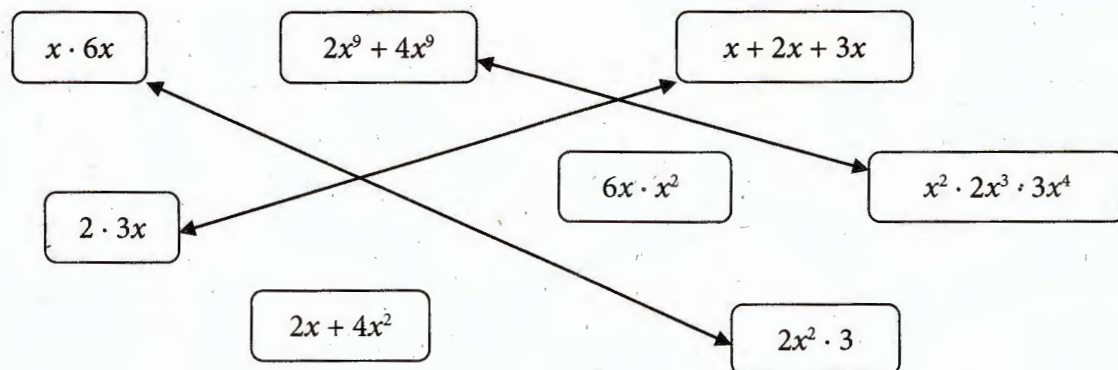 x · 6x
2x⁹ + 4x⁹
x + 2x + 3x
6x · x²
x² · 2x³ · 3x⁴
2 · 3x
2x + 4x²
2x² · 3